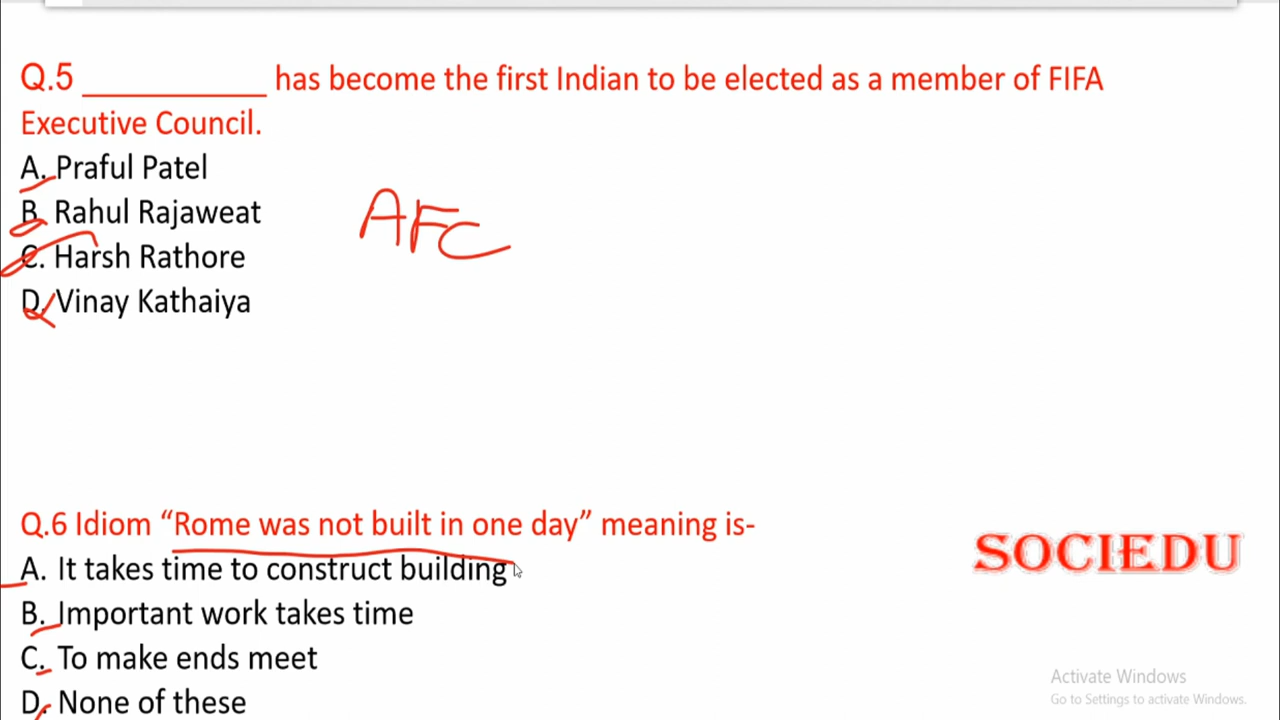 Q.5 __________ has become the first Indian to be elected as a member of FIFA
Executive Council.
A. Praful Patel
B. Rahul Rajaweat
C. Harsh Rathore
D. Vinay Kathaiya
AFC
Q.6 Idiom “Rome was not built in one day” meaning is-
A. It takes time to construct building
B. Important work takes time
C. To make ends meet
D. None of these
SOCIEDU
Activate Windows
Go to Settings to activate Windows.